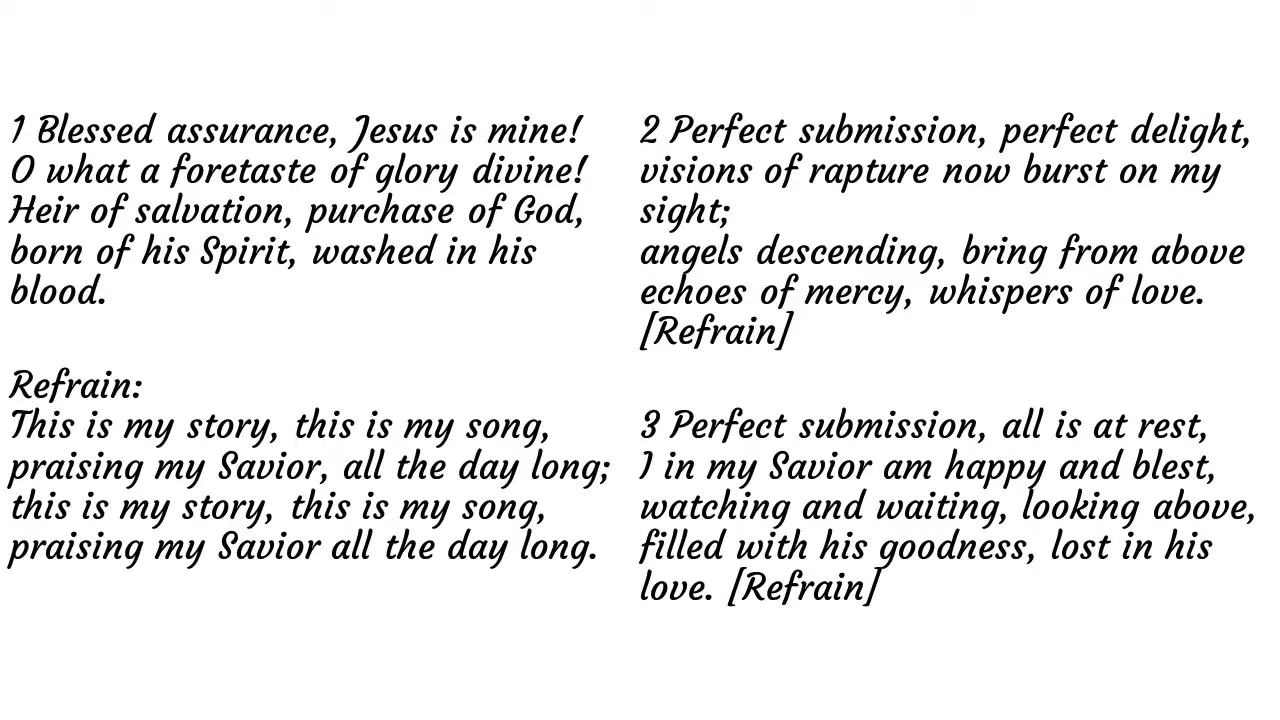 1 Blessed assurance, Jesus is mine!
O what a foretaste of glory divine!
Heir of salvation, purchase of God,
born of his Spirit, washed in his
blood.
Refrain:
This is my story, this is my song,
praising my Savior, all the day long;
this is my story, this is my song,
praising my Savior all the day long.
2 Perfect submission, perfect delight,
visions of rapture now burst on my
sight;
angels descending, bring from above
echoes of mercy, whispers of love.
[Refrain]
3 Perfect submission, all is at rest,
I in my Savior am happy and blest,
watching and waiting, looking above,
filled with his goodness, lost in his
love. [Refrain]